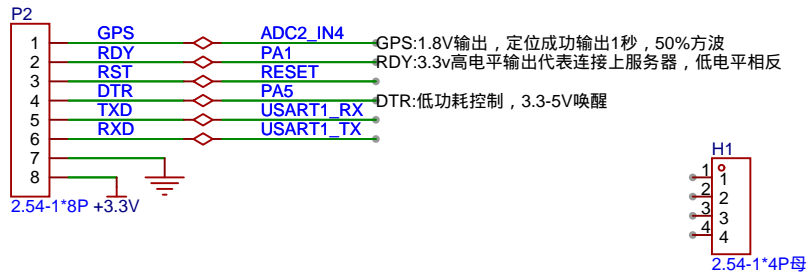 P2
1 GPS ADC2_IN4 GPS:1.8V输出，定位成功输出1秒，50%方波
2 RDY PA1 RDY:3.3v高电平输出代表连接上服务器，低电平相反
3 RST RESET
4 DTR PA5 DTR:低功耗控制，3.3-5V唤醒
5 TXD USART1_RX
6 RXD USART1_TX
7
8
2.54-1*8P +3.3V
H1
1 1
2 2
3 3
4 4
2.54-1*4P母